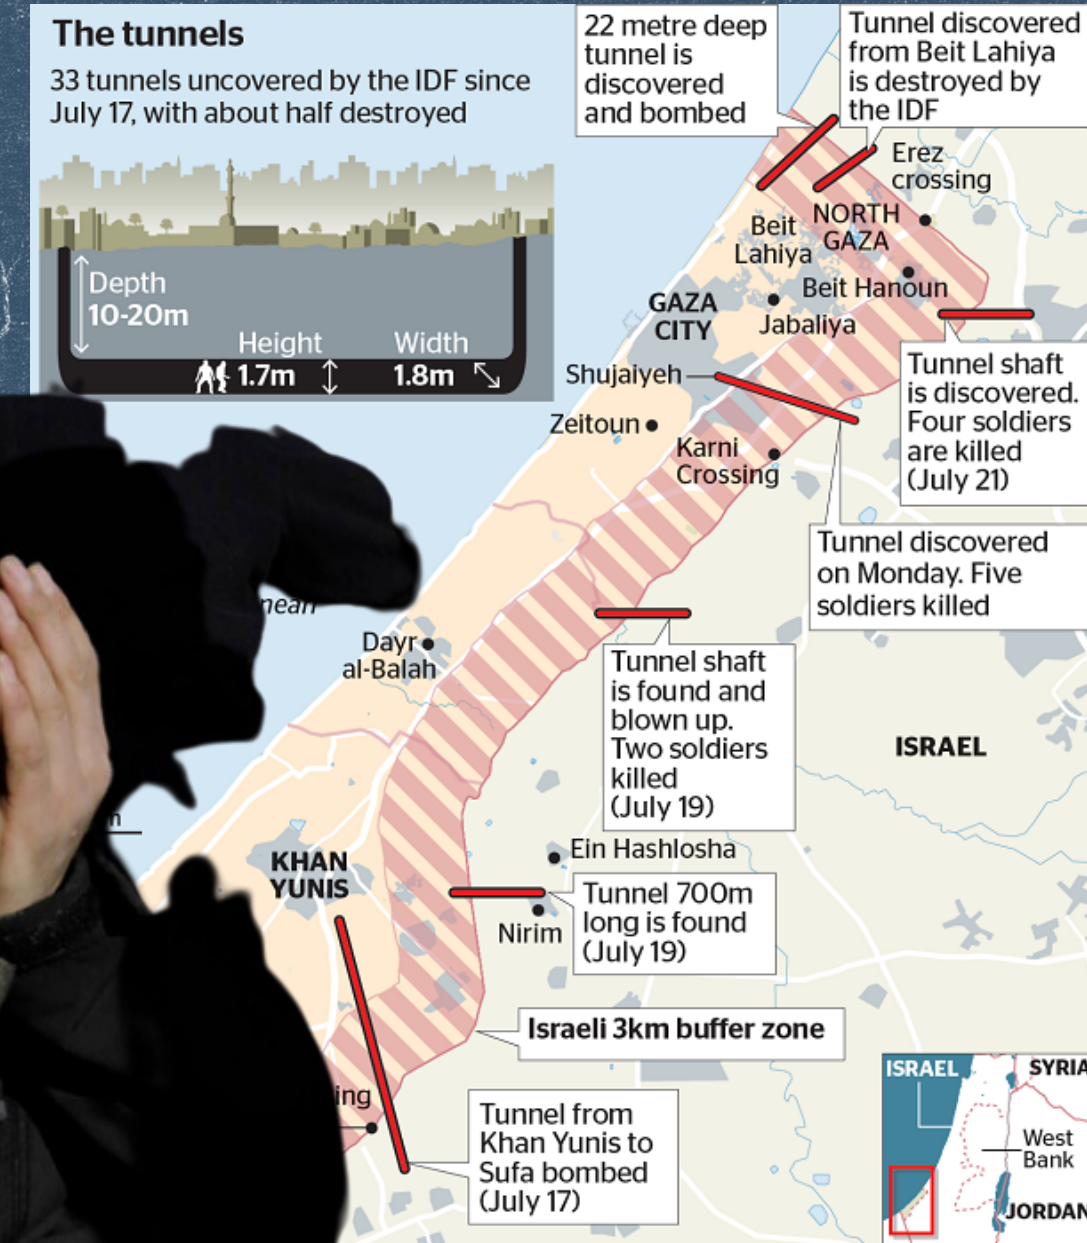 The tunnels
33 tunnels uncovered by the IDF since
July 17, with about half destroyed
Depth
10-20m
Height
1.7m
Width
1.8m
22 metre deep
tunnel is
discovered
and bombed
Tunnel discovered
from Beit Lahiya
is destroyed by
the IDF
Erez
crossing
Beit
Lahiya
NORTH
GAZA
Beit Hanoun
GAZA
CITY
Jabaliya
Shujaiyeh
Zeitoun
Karni
Crossing
Tunnel shaft
is discovered.
Four soldiers
are killed
(July 21)
Tunnel discovered
on Monday. Five
soldiers killed
nean
Dayr
al-Balah
Tunnel shaft
is found and
blown up.
Two soldiers
killed
(July 19)
ISRAEL
KHAN
YUNIS
Ein Hashlosha
Tunnel 700m
long is found
(July 19)
Nirim
Israeli 3km buffer zone
ing
Tunnel from
Khan Yunis to
Sufa bombed
(July 17)
ISRAEL
SYRIA
West
Bank
JORDAN